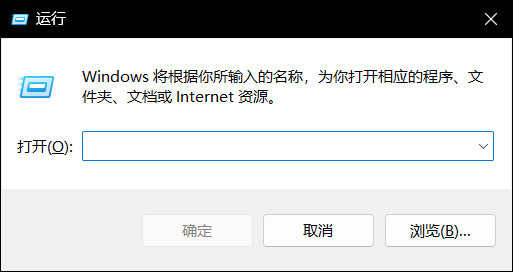 运行
Windows 将根据你所输入的名称，为你打开相应的程序、文
件夹、文档或 Internet 资源。
打开(O):
确定 取消 浏览(B)...